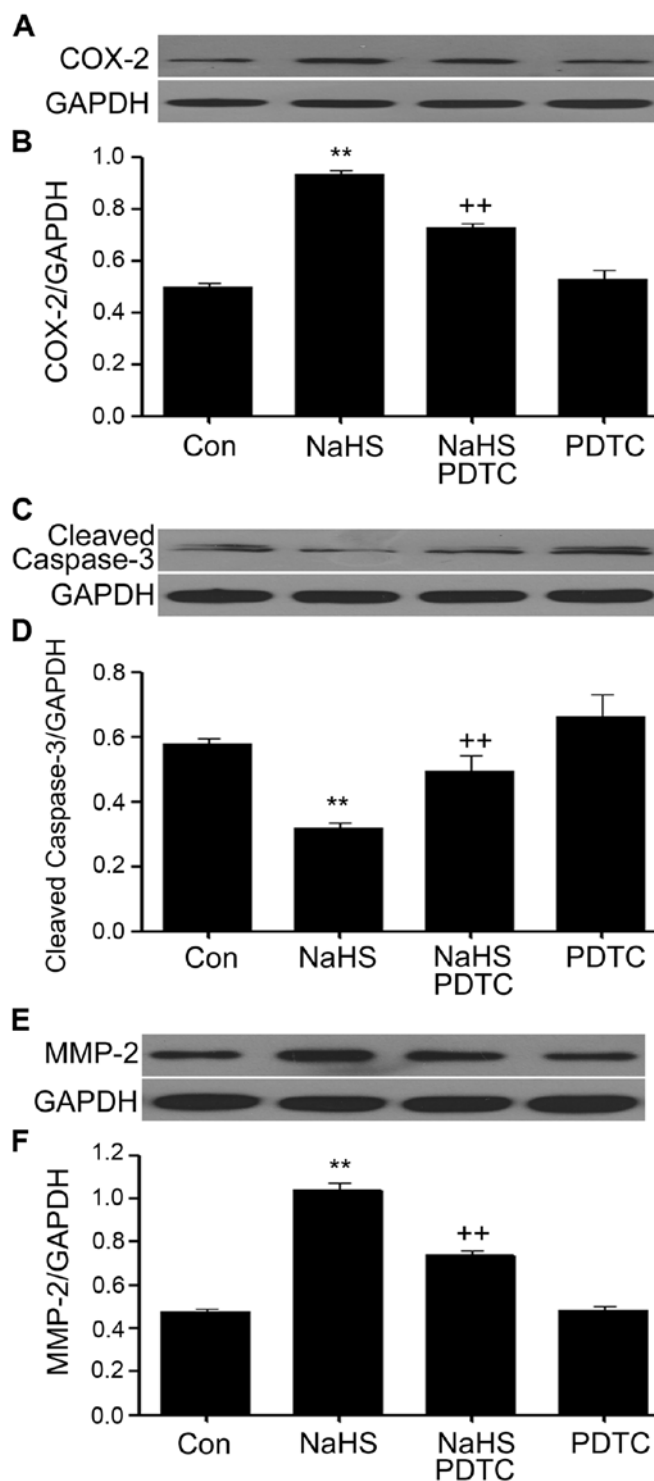 A
COX-2
GAPDH
B
COX-2/GAPDH
1.0
0.8
0.6
0.4
0.2
0.0
**
++
Con NaHS NaHS PDTC
PDTC
C
Cleaved
Caspase-3
GAPDH
D
Cleaved Caspase-3/GAPDH
0.8
0.6
0.4
0.2
0.0
**
++
Con NaHS NaHS PDTC
PDTC
E
MMP-2
GAPDH
F
MMP-2/GAPDH
1.2
1.0
0.8
0.6
0.4
0.2
0.0
**
++
Con NaHS NaHS PDTC
PDTC